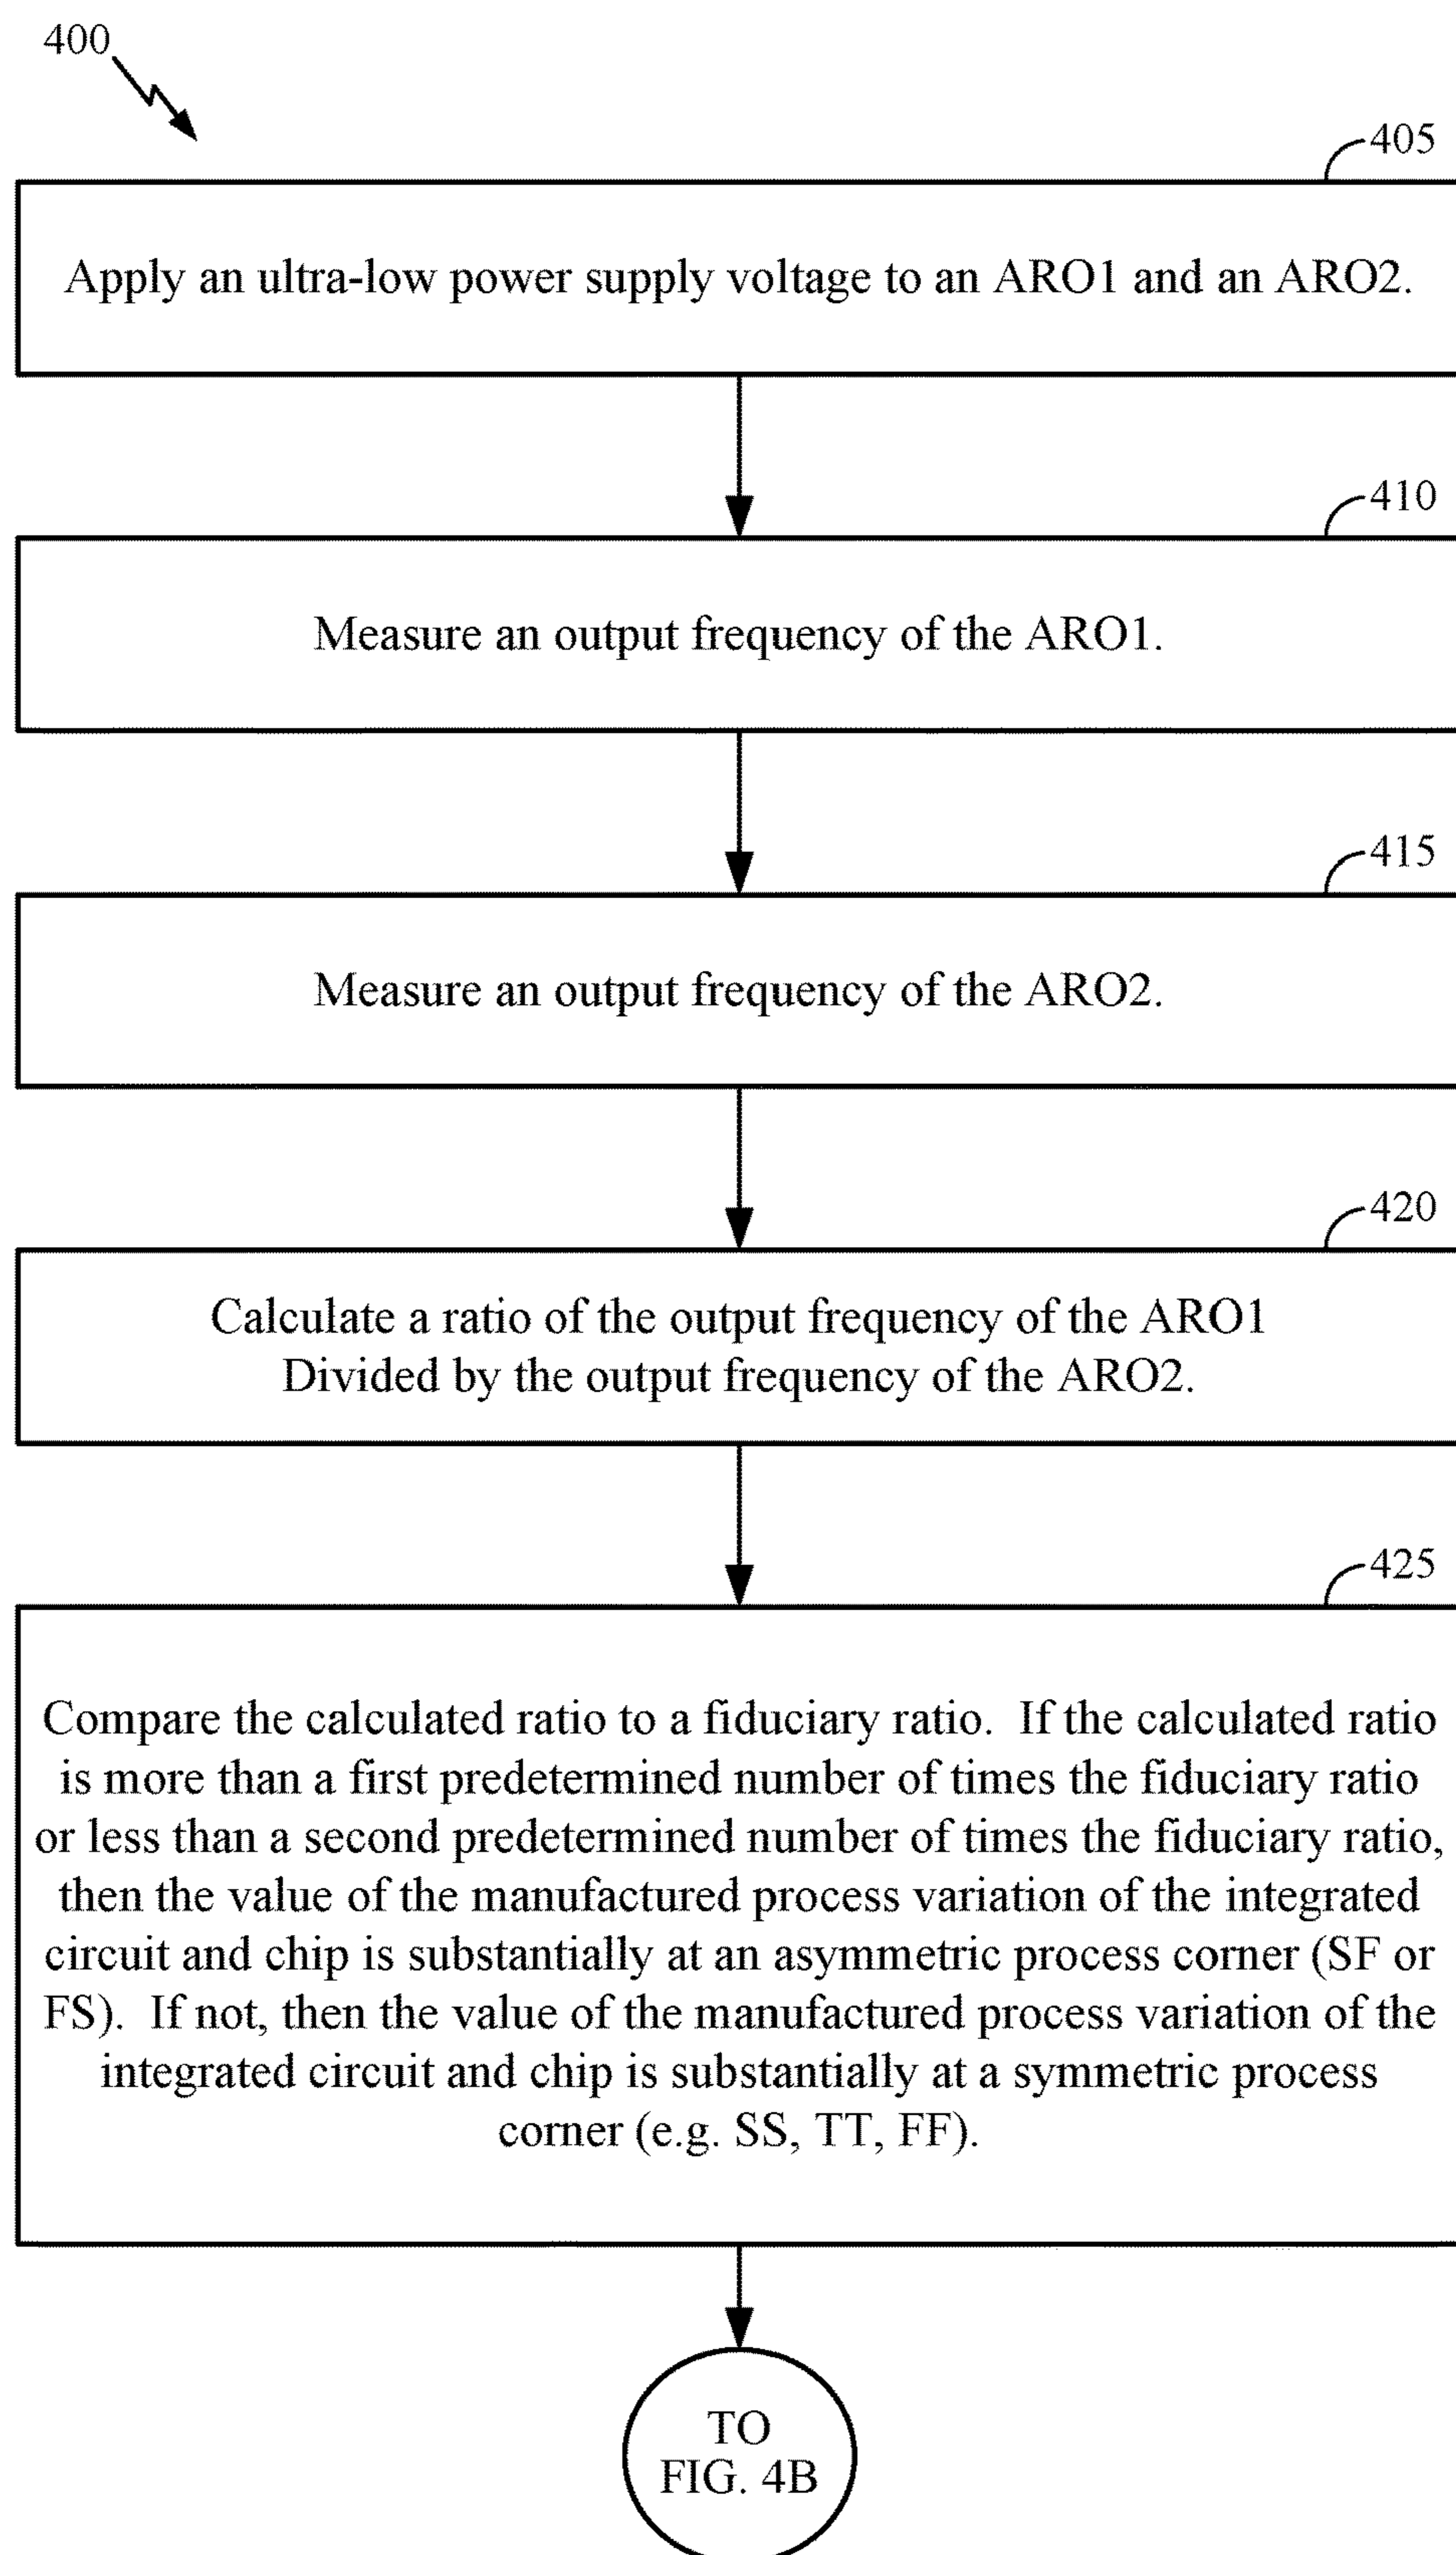 400
405
Apply an ultra-low power supply voltage to an ARO1 and an ARO2.
410
Measure an output frequency of the ARO1.
415
Measure an output frequency of the ARO2.
420
Calculate a ratio of the output frequency of the ARO1
Divided by the output frequency of the ARO2.
425
Compare the calculated ratio to a fiduciary ratio.  If the calculated ratio
is more than a first predetermined number of times the fiduciary ratio
or less than a second predetermined number of times the fiduciary ratio,
then the value of the manufactured process variation of the integrated
circuit and chip is substantially at an asymmetric process corner (SF or
FS).  If not, then the value of the manufactured process variation of the
integrated circuit and chip is substantially at a symmetric process
corner (e.g. SS, TT, FF).
TO
FIG. 4B